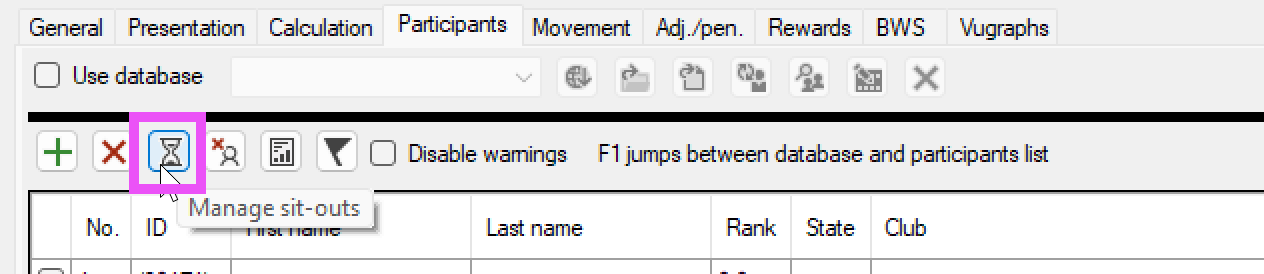 General Presentation Calculation Participants Movement Adj./pen. Rewards BWS Vugraphs
Use database
Disable warnings F1 jumps between database and participants list
Manage sit-outs
No. ID First name Last name Rank State Club